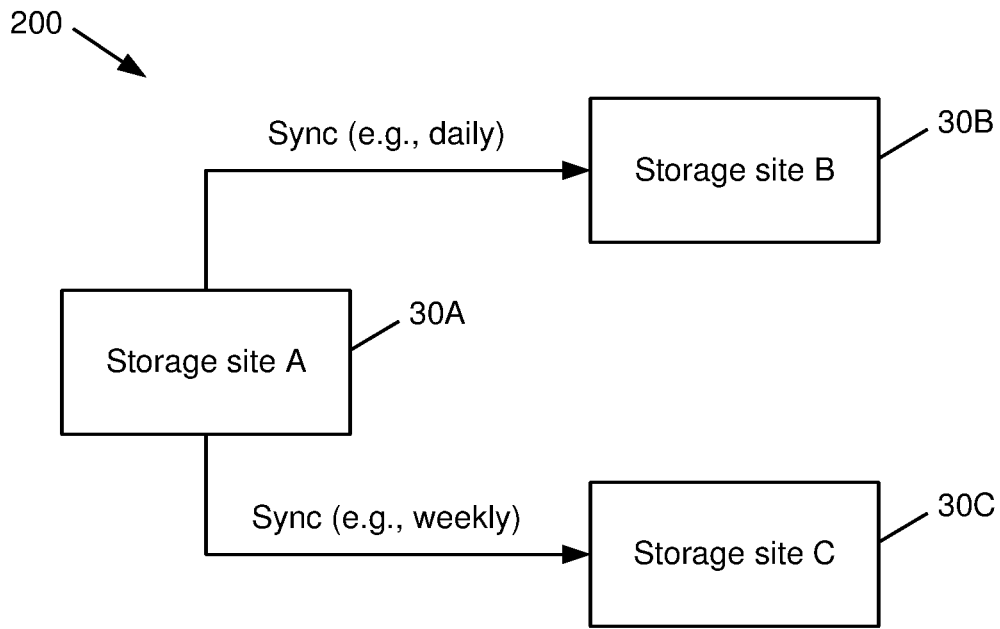 200
Sync (e.g., daily)
30B
Storage site B
30A
Storage site A
Sync (e.g., weekly)
30C
Storage site C